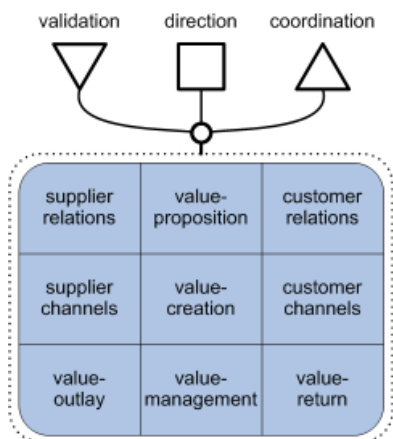 validation direction coordination
supplier relations
value-proposition
customer relations
supplier channels
value-creation
customer channels
value-outlay
value-management
value-return